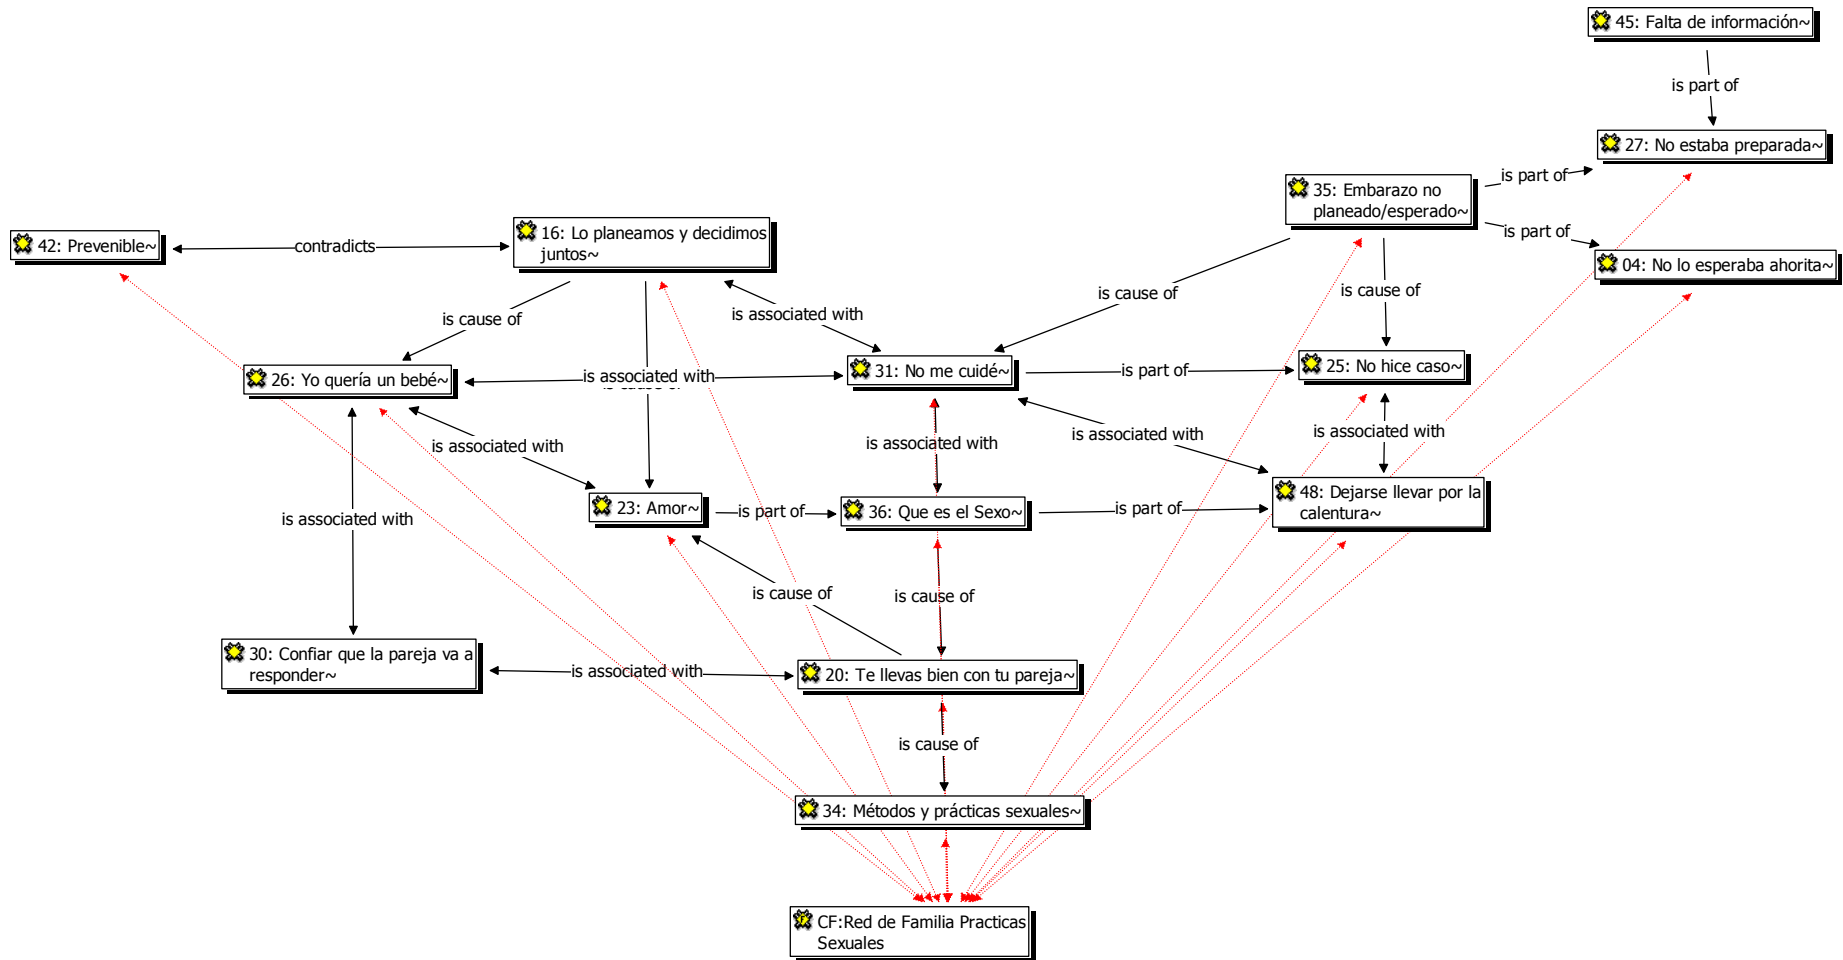 45: Falta de información~
is part of
27: No estaba preparada~
is part of
35: Embarazo no
planeado/esperado~
is part of
04: No lo esperaba ahorita~
42: Prevenible~
contradicts
16: Lo planeamos y decidimos
juntos~
is cause of
is associated with
is cause of
is cause of
26: Yo quería un bebé~
is associated with
is cause of
31: No me cuidé~
is part of
25: No hice caso~
is associated with
is associated with
is associated with
is associated with
23: Amor~
is part of
36: Que es el Sexo~
is part of
48: Dejarse llevar por la
calentura~
is associated with
is cause of
is cause of
30: Confiar que la pareja va a
responder~
is associated with
20: Te llevas bien con tu pareja~
is cause of
34: Métodos y prácticas sexuales~
CF:Red de Familia Practicas
Sexuales